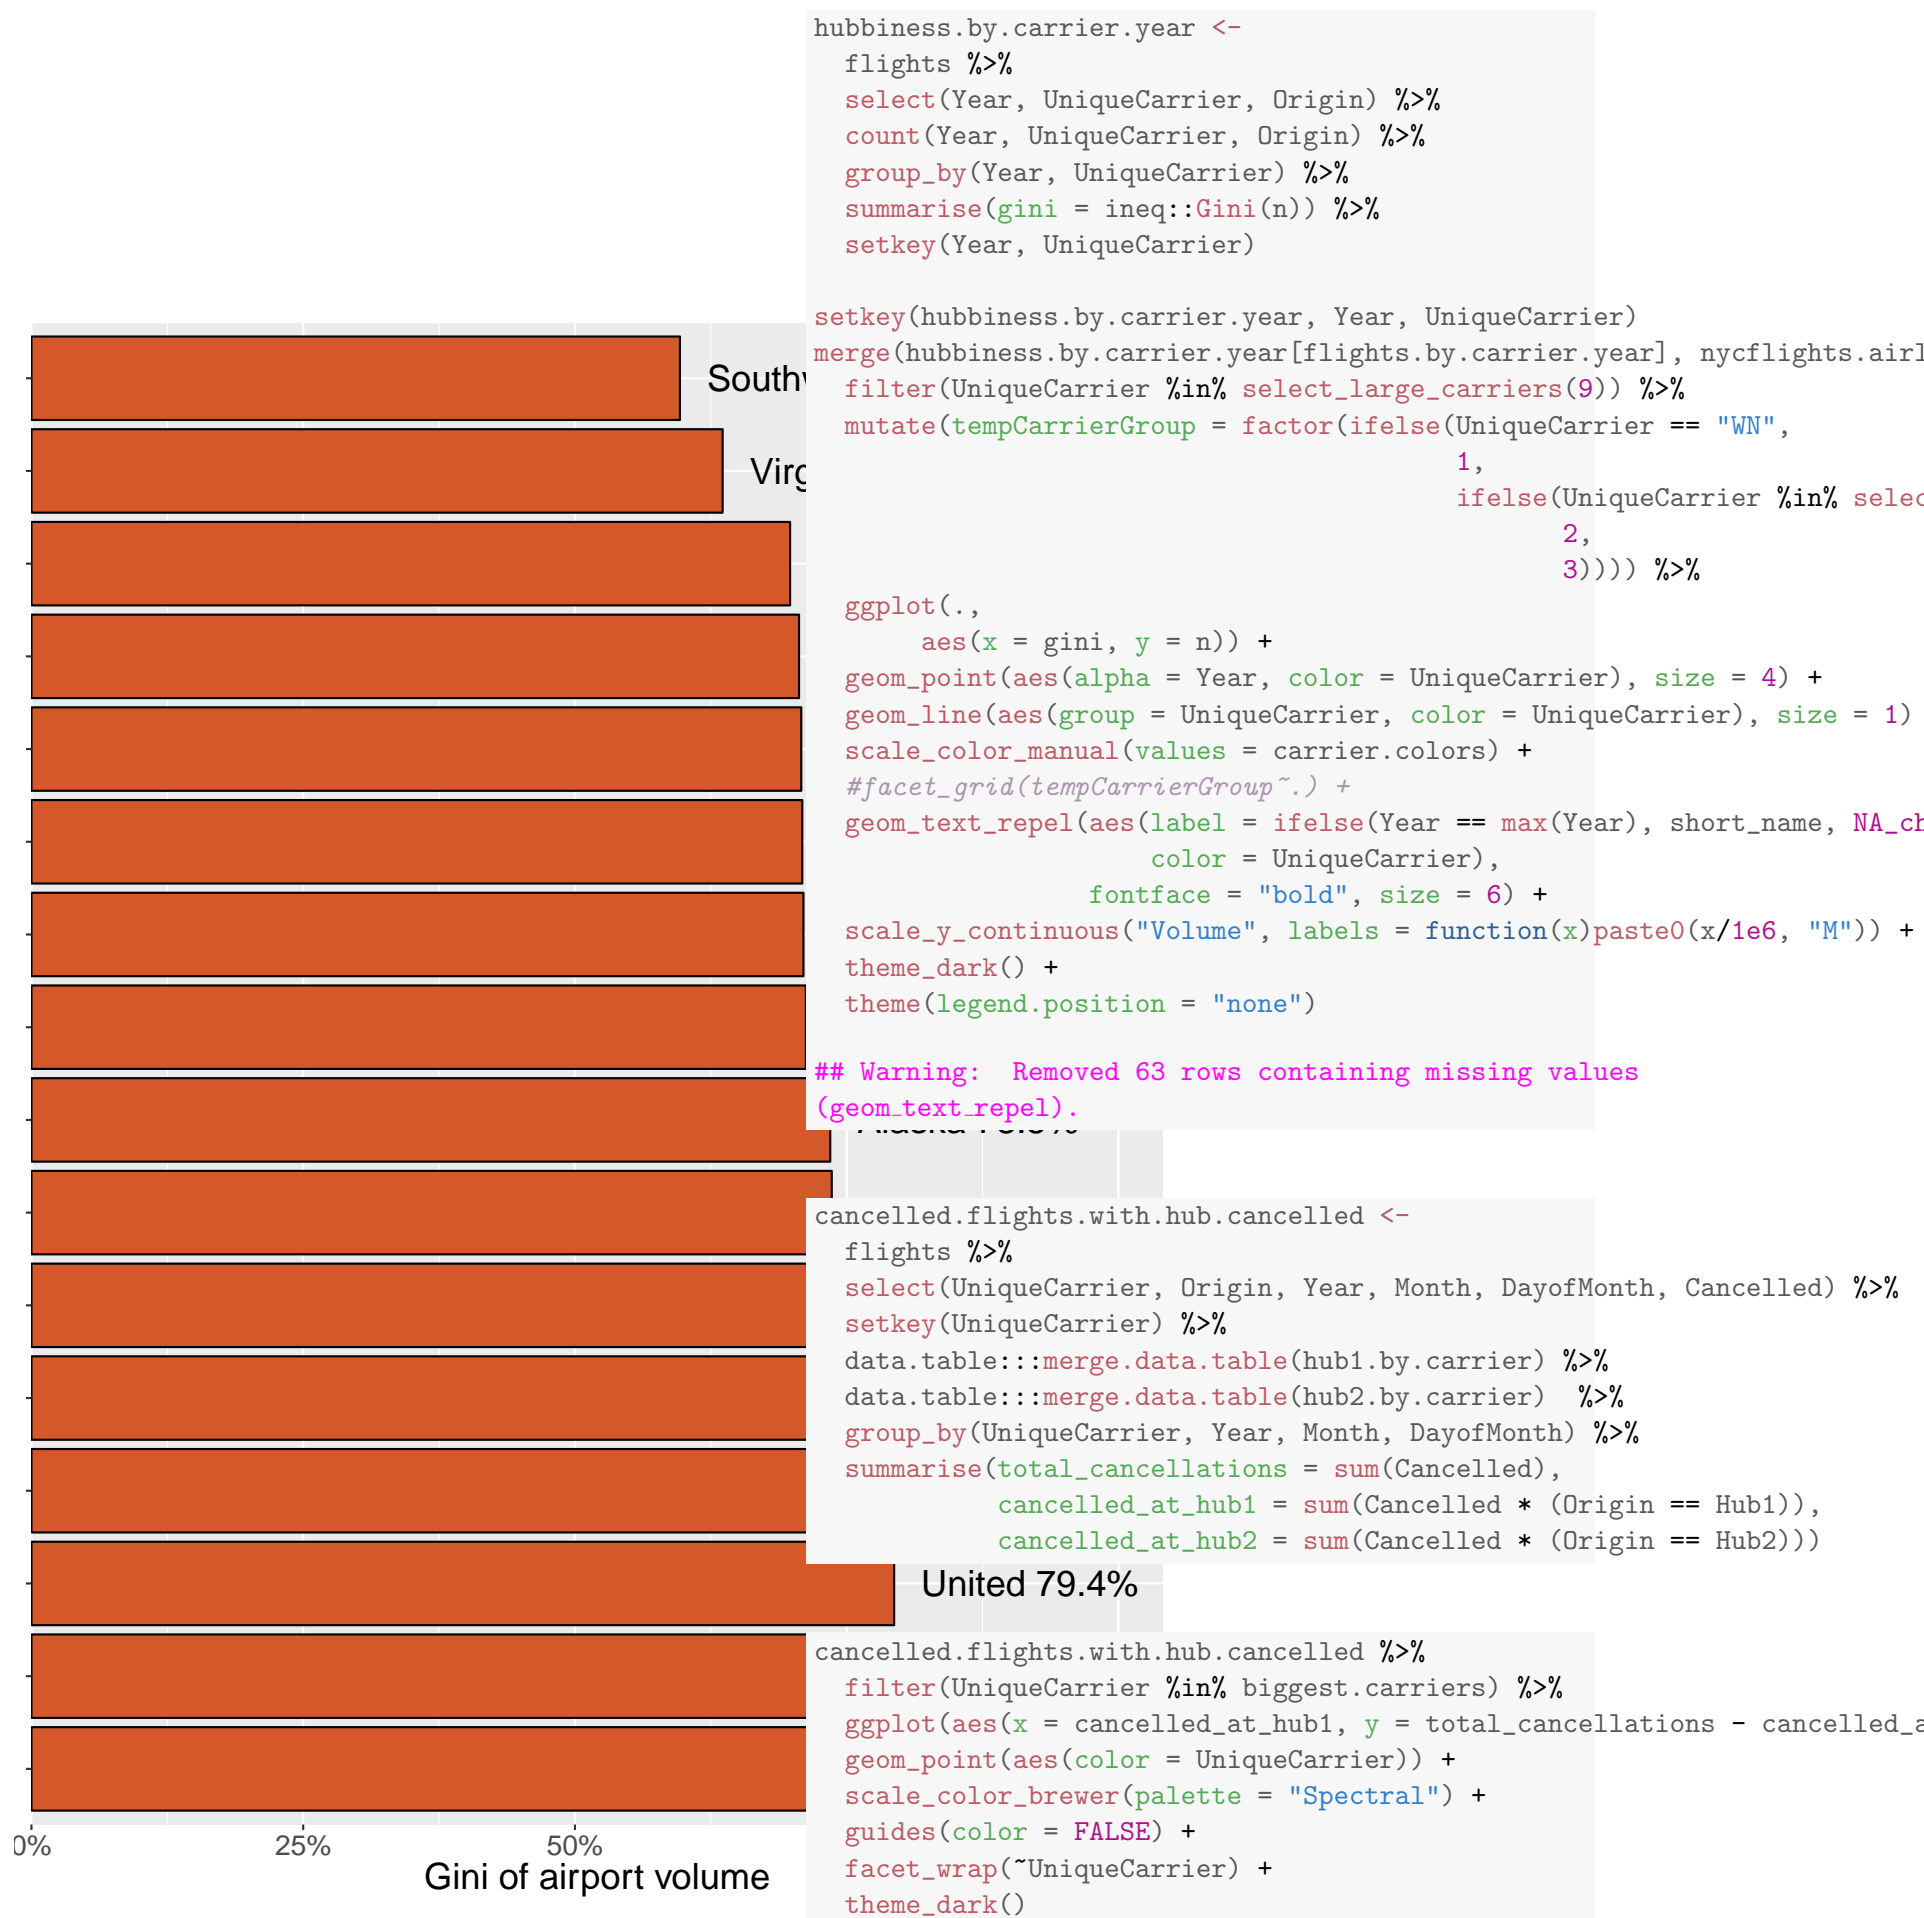 hubbiness.by.carrier.year <-
  flights %>%
  select(Year, UniqueCarrier, Origin) %>%
  count(Year, UniqueCarrier, Origin) %>%
  group_by(Year, UniqueCarrier) %>%
  summarise(gini = ineq::Gini(n)) %>%
  setkey(Year, UniqueCarrier)
setkey(hubbiness.by.carrier.year, Year, UniqueCarrier)
merge(hubbiness.by.carrier.year[flights.by.carrier.year], nycflights.airl
  filter(UniqueCarrier %in% select_large_carriers(9)) %>%
  mutate(tempCarrierGroup = factor(ifelse(UniqueCarrier == "WN",
                                          1,
                                          ifelse(UniqueCarrier %in% selec
                                                 2,
                                                 3)))) %>%
  ggplot(.,
       aes(x = gini, y = n)) +
  geom_point(aes(alpha = Year, color = UniqueCarrier), size = 4) +
  geom_line(aes(group = UniqueCarrier, color = UniqueCarrier), size = 1)
  scale_color_manual(values = carrier.colors) +
  #facet_grid(tempCarrierGroup~.) +
  geom_text_repel(aes(label = ifelse(Year == max(Year), short_name, NA_ch
                      color = UniqueCarrier),
                  fontface = "bold", size = 6) +
  scale_y_continuous("Volume", labels = function(x)paste0(x/1e6, "M")) +
  theme_dark() +
  theme(legend.position = "none")
## Warning: Removed 63 rows containing missing values
(geom_text_repel).
cancelled.flights.with.hub.cancelled <-
  flights %>%
  select(UniqueCarrier, Origin, Year, Month, DayofMonth, Cancelled) %>%
  setkey(UniqueCarrier) %>%
  data.table:::merge.data.table(hub1.by.carrier) %>%
  data.table:::merge.data.table(hub2.by.carrier)  %>%
  group_by(UniqueCarrier, Year, Month, DayofMonth) %>%
  summarise(total_cancellations = sum(Cancelled),
            cancelled_at_hub1 = sum(Cancelled * (Origin == Hub1)),
            cancelled_at_hub2 = sum(Cancelled * (Origin == Hub2)))
cancelled.flights.with.hub.cancelled %>%
  filter(UniqueCarrier %in% biggest.carriers) %>%
  ggplot(aes(x = cancelled_at_hub1, y = total_cancellations - cancelled_a
  geom_point(aes(color = UniqueCarrier)) +
  scale_color_brewer(palette = "Spectral") +
  guides(color = FALSE) +
  facet_wrap(~UniqueCarrier) +
  theme_dark()
South
Virg
Alaska
United 79.4%
0%
25%
50%
Gini of airport volume